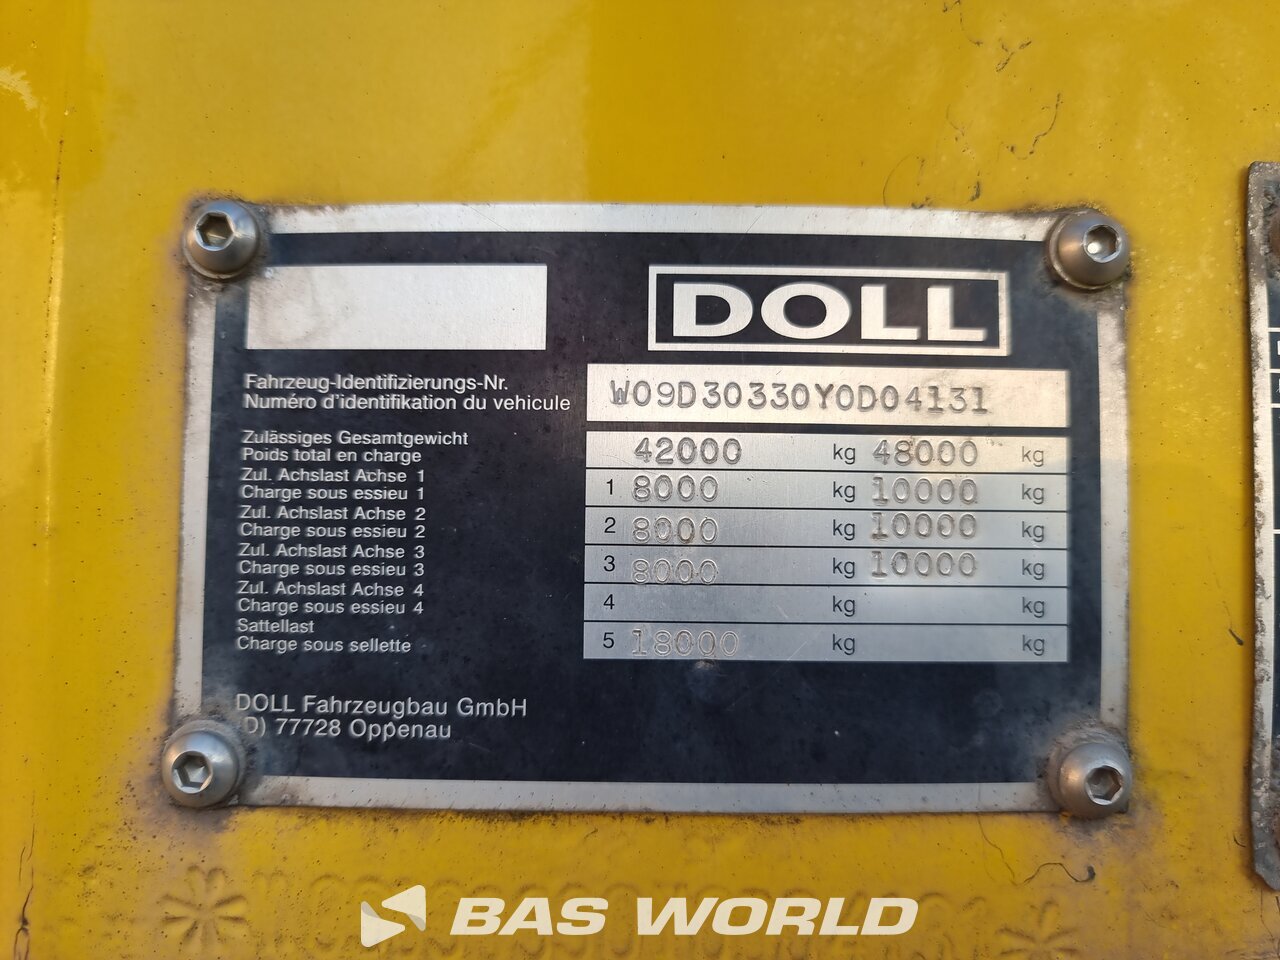 DOLL
Fahrzeug-Identifizierungs-Nr.
Numéro d'identifikation du vehicule
W09D30330Y0D04131
Zulässiges Gesamtgewicht
Poids total en charge
42000 kg 48000 kg
Zul. Achslast Achse 1
Charge sous essieu 1
1 8000 kg 10000 kg
Zul. Achslast Achse 2
Charge sous essieu 2
2 8000 kg 10000 kg
Zul. Achslast Achse 3
Charge sous essieu 3
3 8000 kg 10000 kg
Zul. Achslast Achse 4
Charge sous essieu 4
4 kg kg
Sattellast
Charge sous sellette
5 18000 kg kg
DOLL Fahrzeugbau GmbH
(D) 77728 Oppenau
BAS WORLD